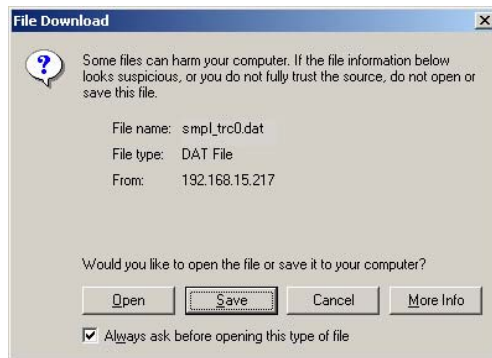 File Download
Some files can harm your computer. If the file information below
looks suspicious, or you do not fully trust the source, do not open or
save this file.
File name: smpl_trc0.dat
File type: DAT File
From: 192.168.15.217
Would you like to open the file or save it to your computer?
Open Save Cancel More Info
Always ask before opening this type of file